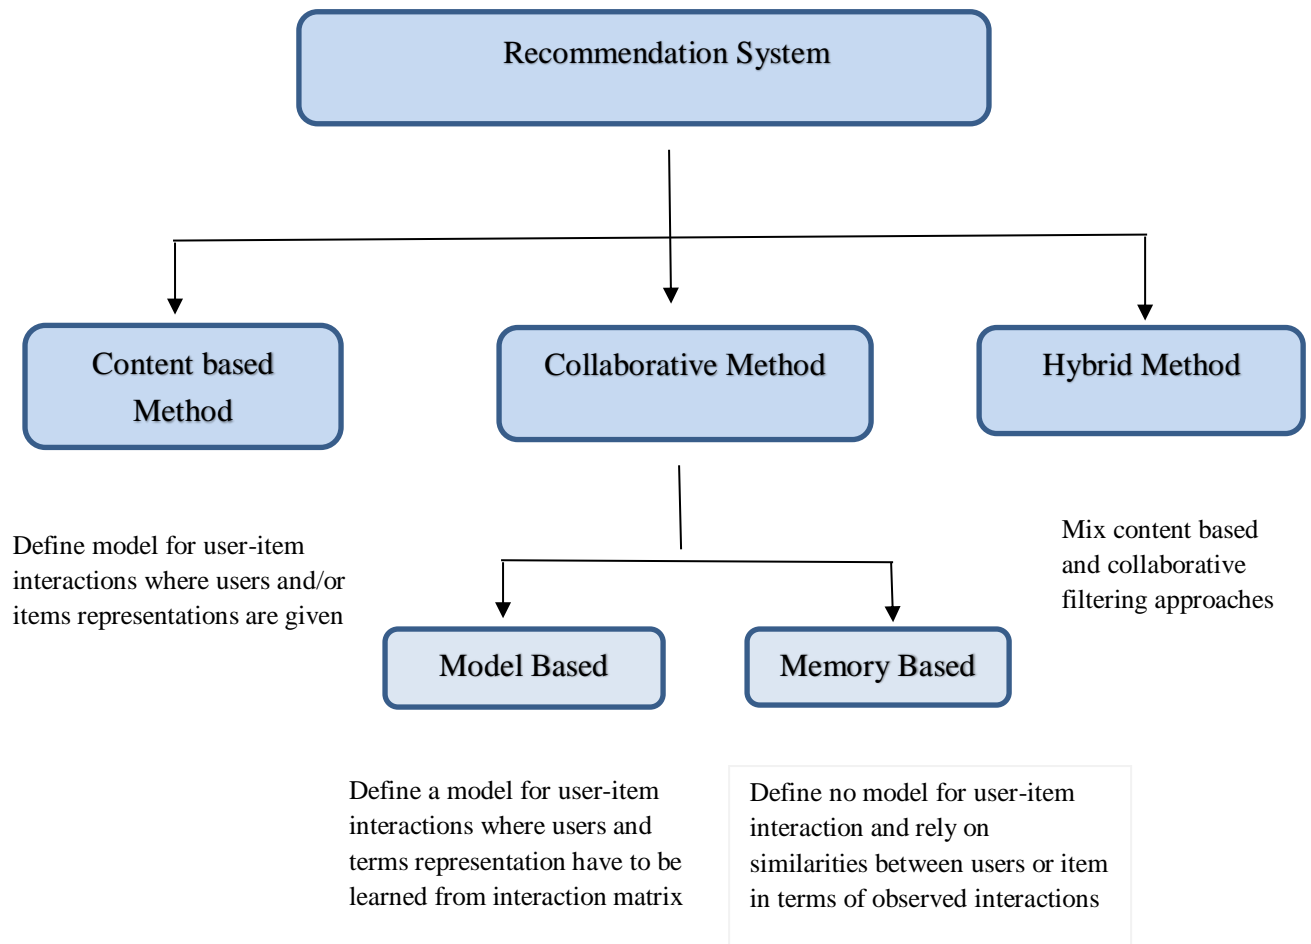 Recommendation System
Content based
Method
Collaborative Method
Hybrid Method
Define model for user-item
interactions where users and/or
items representations are given
Mix content based
and collaborative
filtering approaches
Model Based
Memory Based
Define a model for user-item
interactions where users and
terms representation have to be
learned from interaction matrix
Define no model for user-item
interaction and rely on
similarities between users or item
in terms of observed interactions